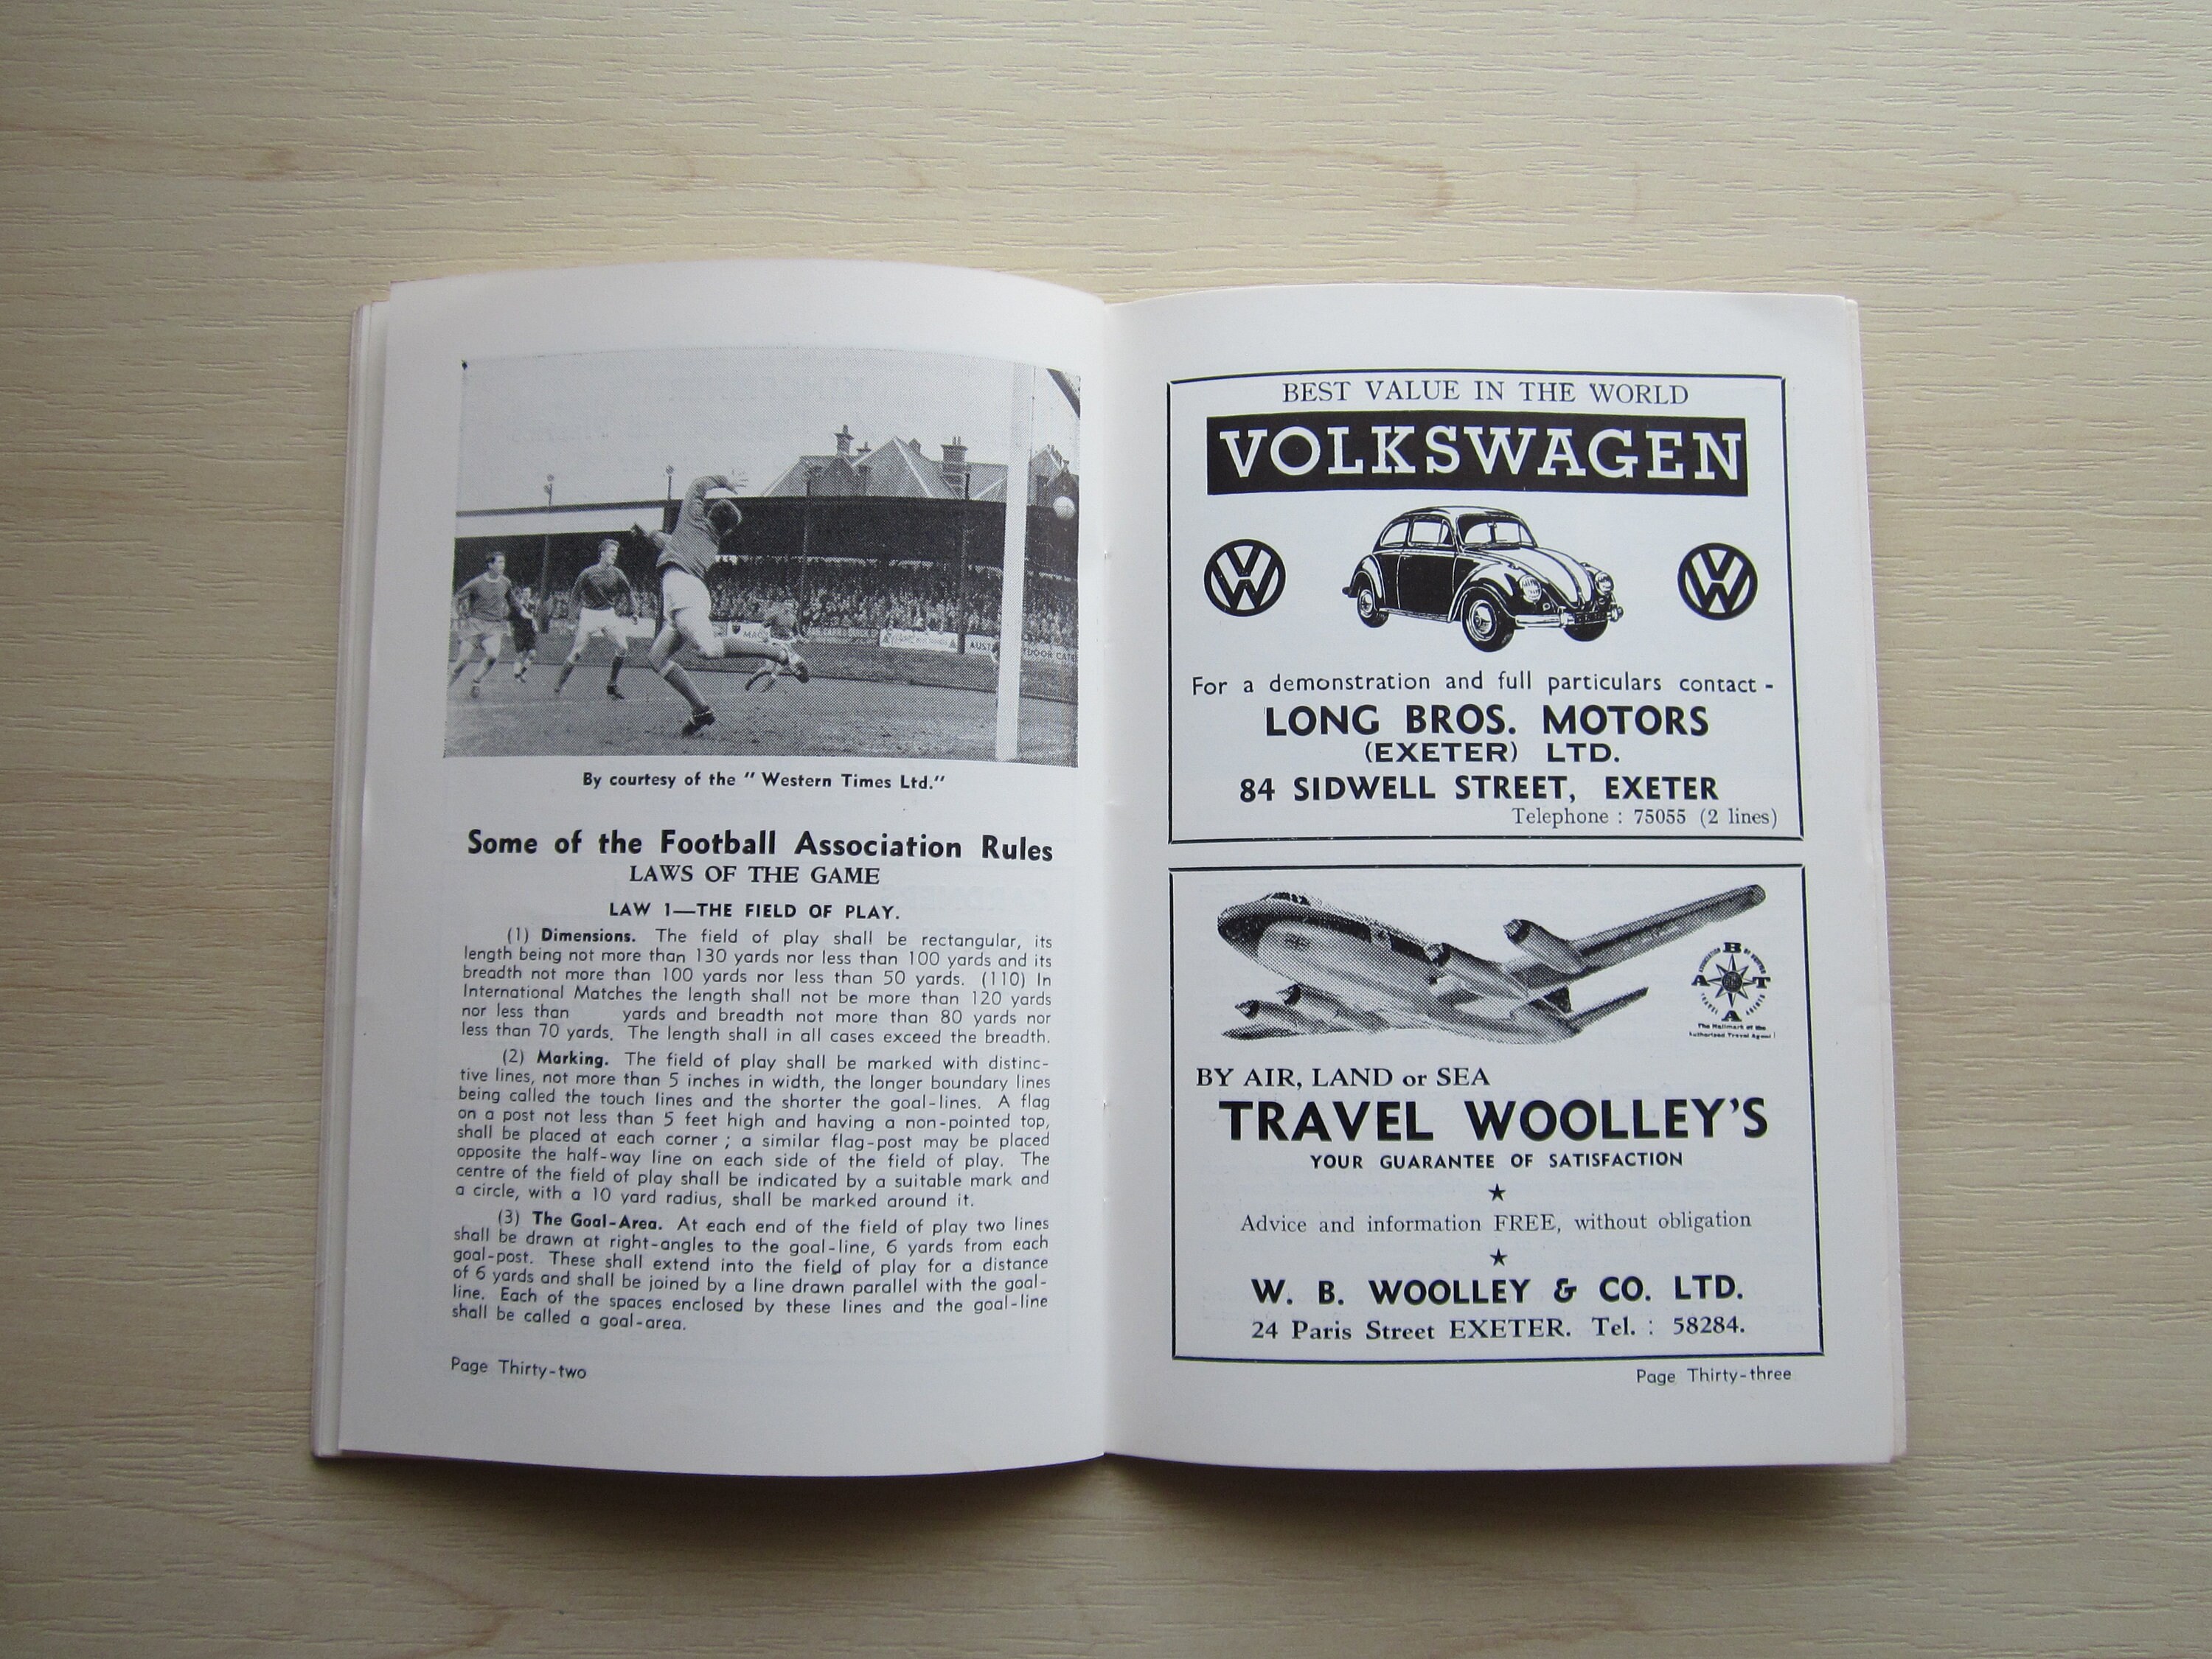 MAC
AUST
YDOOR CATE
By courtesy of the "Western Times Ltd."
Some of the Football Association Rules
LAWS OF THE GAME
LAW 1—THE FIELD OF PLAY.
(1) Dimensions. The field of play shall be rectangular, its
length being not more than 130 yards nor less than 100 yards and its
breadth not more than 100 yards nor less than 50 yards. (110) In
International Matches the length shall not be more than 120 yards
nor less than yards and breadth not more than 80 yards nor
less than 70 yards. The length shall in all cases exceed the breadth.
(2) Marking. The field of play shall be marked with distinc-
tive lines, not more than 5 inches in width, the longer boundary lines
being called the touch lines and the shorter the goal-lines. A flag
on a post not less than 5 feet high and having a non-pointed top,
shall be placed at each corner ; a similar flag-post may be placed
opposite the half-way line on each side of the field of play. The
centre of the field of play shall be indicated by a suitable mark and
a circle, with a 10 yard radius, shall be marked around it.
(3) The Goal-Area. At each end of the field of play two lines
shall be drawn at right-angles to the goal-line, 6 yards from each
goal-post. These shall extend into the field of play for a distance
of 6 yards and shall be joined by a line drawn parallel with the goal-
line. Each of the spaces enclosed by these lines and the goal-line
shall be called a goal-area.
Page Thirty-two
BEST VALUE IN THE WORLD
VOLKSWAGEN
VW VW
For a demonstration and full particulars contact -
LONG BROS. MOTORS
(EXETER) LTD.
84 SIDWELL STREET, EXETER
Telephone : 75055 (2 lines)
B
A T
A
The Hallmark of the
Authorised Travel Agent
BY AIR, LAND or SEA
TRAVEL WOOLLEY'S
YOUR GUARANTEE OF SATISFACTION
Advice and information FREE, without obligation
W. B. WOOLLEY & CO. LTD.
24 Paris Street EXETER. Tel. : 58284.
Page Thirty-three